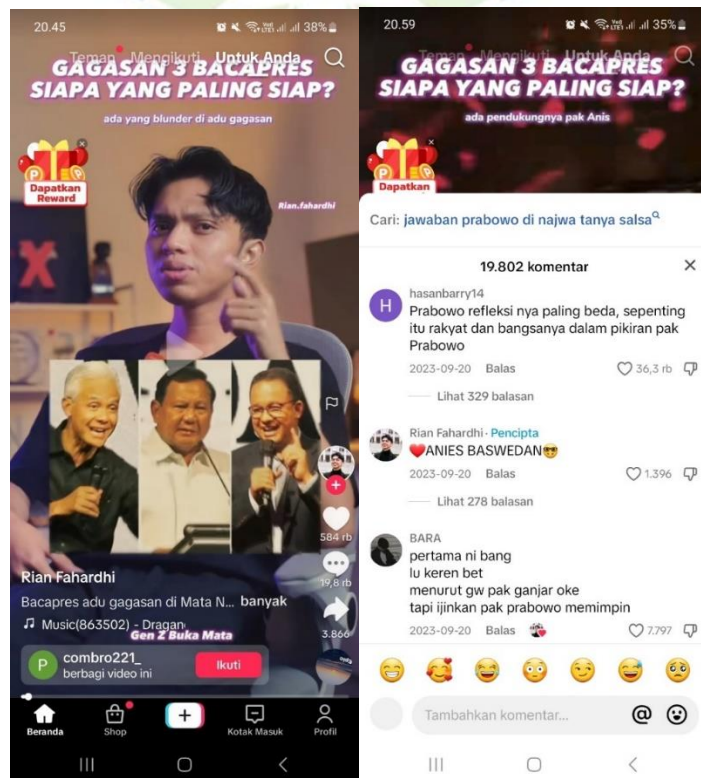 20.45
38%
Teman Mengikuti Untuk Anda
GAGASAN 3 BACAPRES
SIAPA YANG PALING SIAP?
ada yang blunder di adu gagasan
Dapatkan
Reward
Rian.fahardhi
584 rb
Rian Fahardhi
19,8 rb
Bacapres adu gagasan di Mata N... banyak
Music(863502) - Dragan
3.866
Gen Z Buka Mata
P
combro221_
berbagi video ini
Ikuti
Beranda
Shop
Kotak Masuk
Profil
20.59
35%
Teman Mengikuti Untuk Anda
GAGASAN 3 BACAPRES
SIAPA YANG PALING SIAP?
ada pendukungnya pak Anis
Dapatkan
Cari: jawaban prabowo di najwa tanya salsa
19.802 komentar
H
hasanbarry14
Prabowo refleksi nya paling beda, sepenting
itu rakyat dan bangsanya dalam pikiran pak
Prabowo
2023-09-20 Balas 36,3 rb
Lihat 329 balasan
Rian Fahardhi · Pencipta
❤️ANIES BASWEDAN😎
2023-09-20 Balas 1.396
Lihat 278 balasan
BARA
pertama ni bang
lu keren bet
menurut gw pak ganjar oke
tapi ijinkan pak prabowo memimpin
2023-09-20 Balas 7.797
Tambahkan komentar...
@